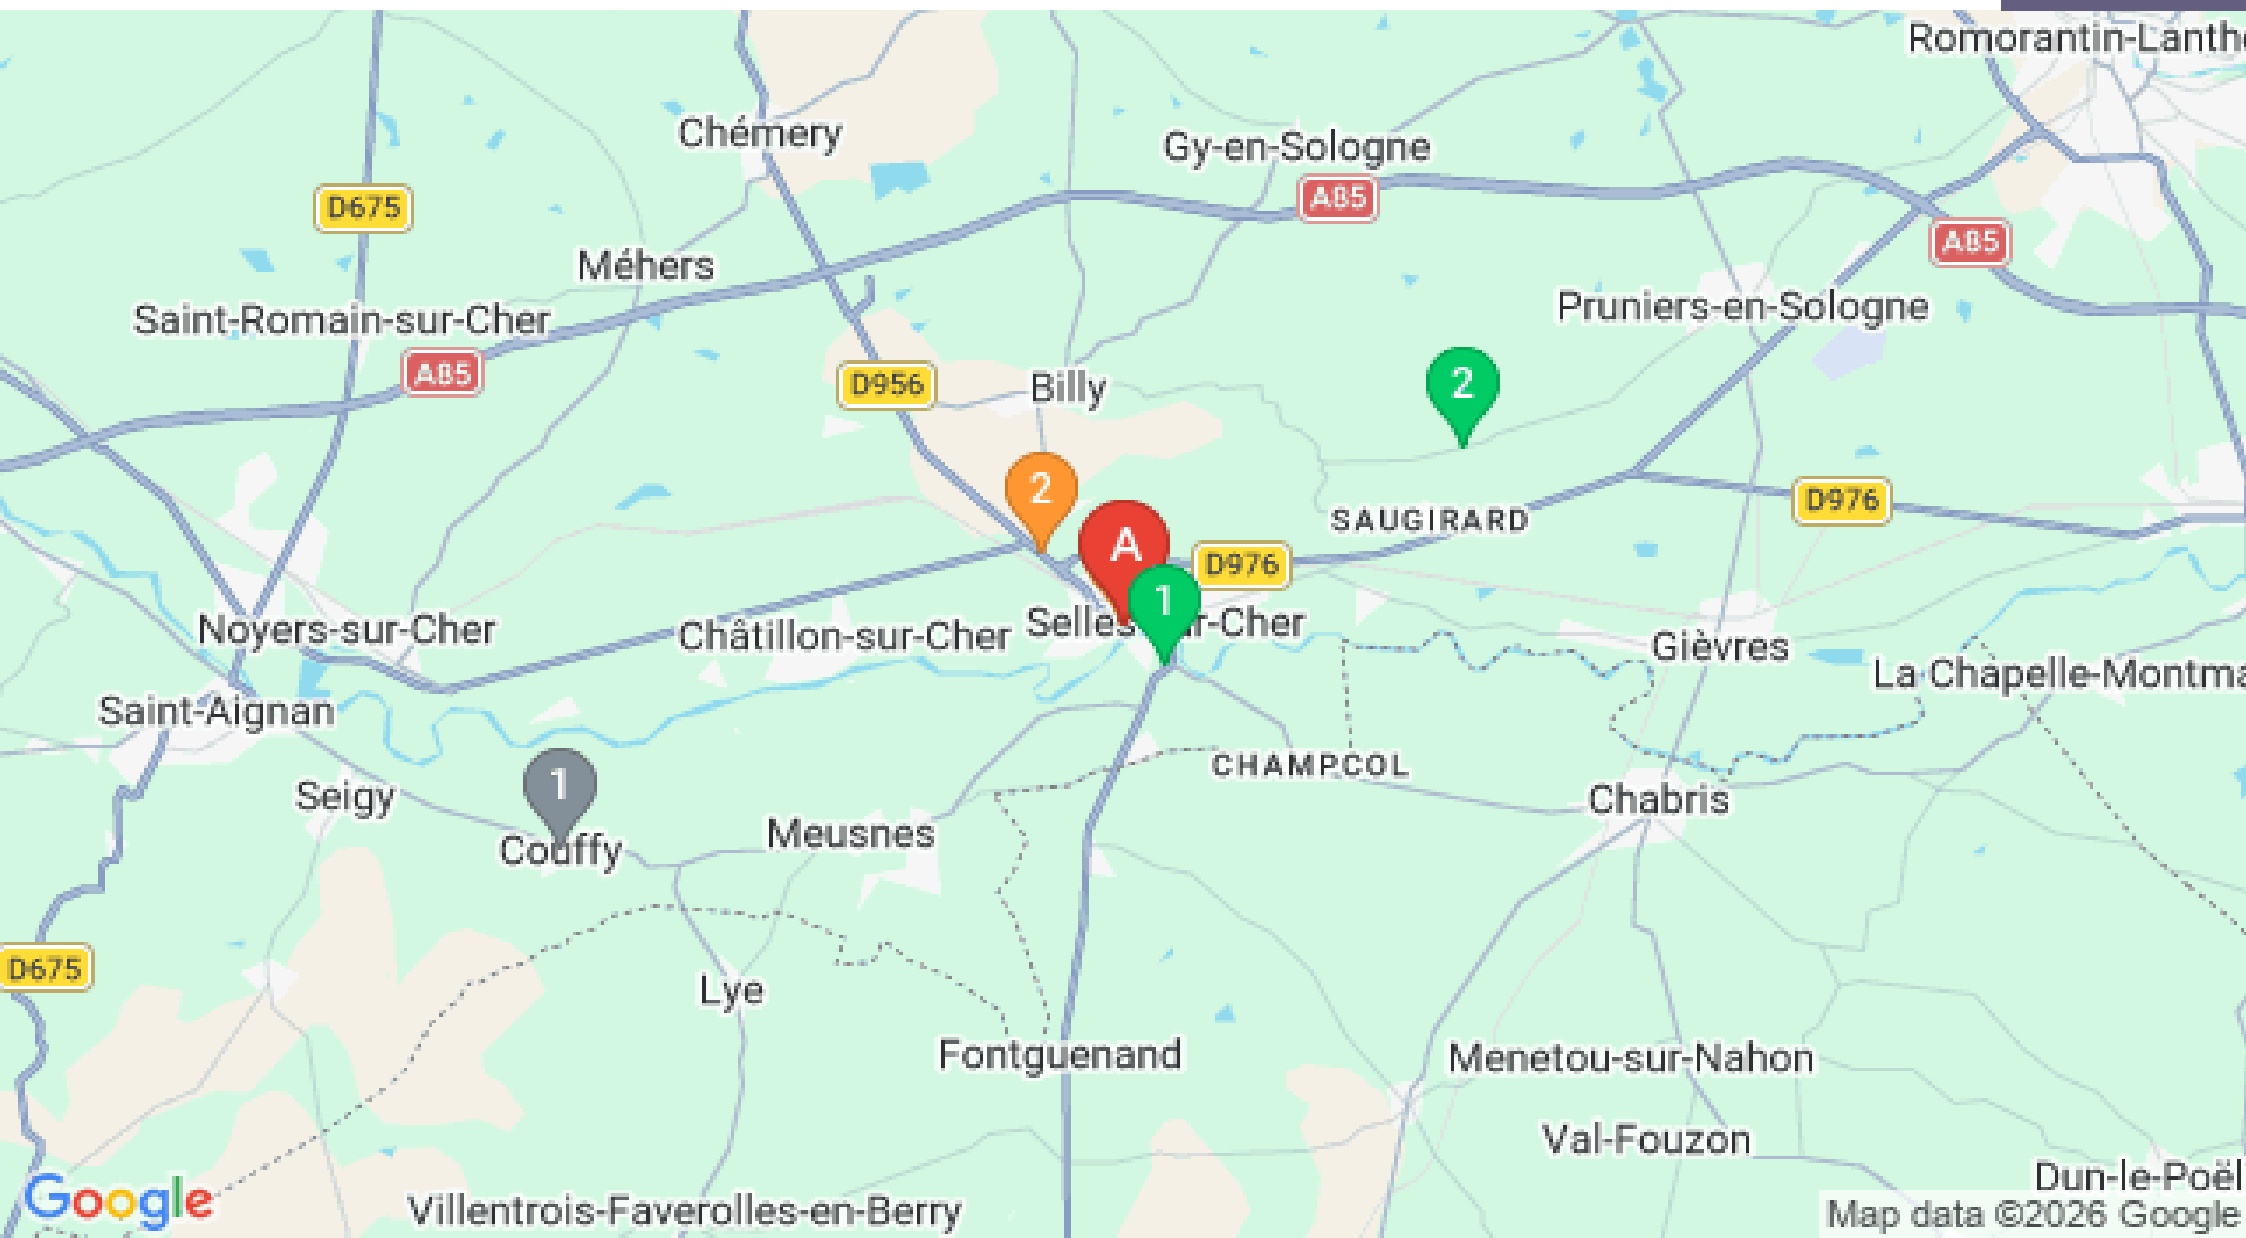 Romorantin-Lanthe
Chémery
Gy-en-Sologne
A85
D675
A85
Méhers
Pruniers-en-Sologne
Saint-Romain-sur-Cher
A85
D956
Billy
2
2
D976
SAUGIRARD
A
D976
1
Noyers-sur-Cher
Châtillon-sur-Cher
Selles-sur-Cher
Gièvres
La Chapelle-Montma
Saint-Aignan
CHAMPCOL
1
Seigy
Chabris
Couffy
Meusnes
D675
Lye
Fontguenand
Menetou-sur-Nahon
Val-Fouzon
Dun-le-Poël
Google
Villentrois-Faverolles-en-Berry
Map data ©2026 Google